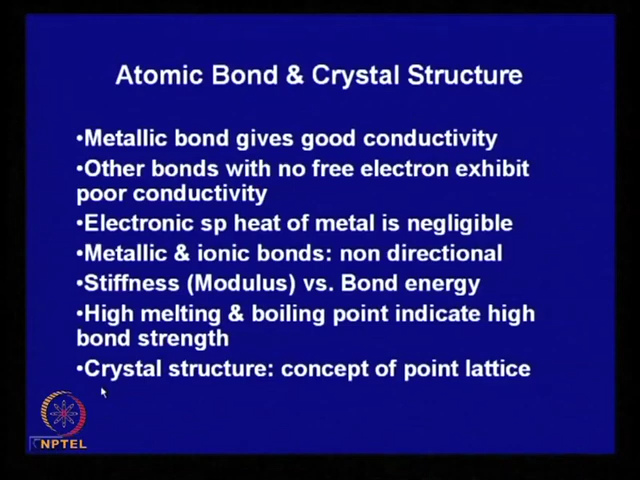 Atomic Bond & Crystal Structure
•Metallic bond gives good conductivity
•Other bonds with no free electron exhibit
poor conductivity
•Electronic sp heat of metal is negligible
•Metallic & ionic bonds: non directional
•Stiffness (Modulus) vs. Bond energy
•High melting & boiling point indicate high
bond strength
•Crystal structure: concept of point lattice
NPTEL